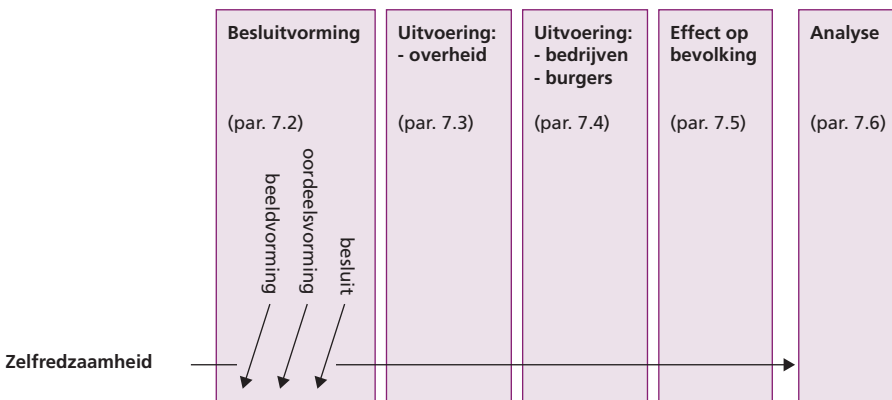 Besluitvorming
(par. 7.2)
beeldvorming
oordeelsvorming
besluit
Uitvoering:
- overheid
(par. 7.3)
Uitvoering:
- bedrijven
- burgers
(par. 7.4)
Effect op
bevolking
(par. 7.5)
Analyse
(par. 7.6)
Zelfredzaamheid